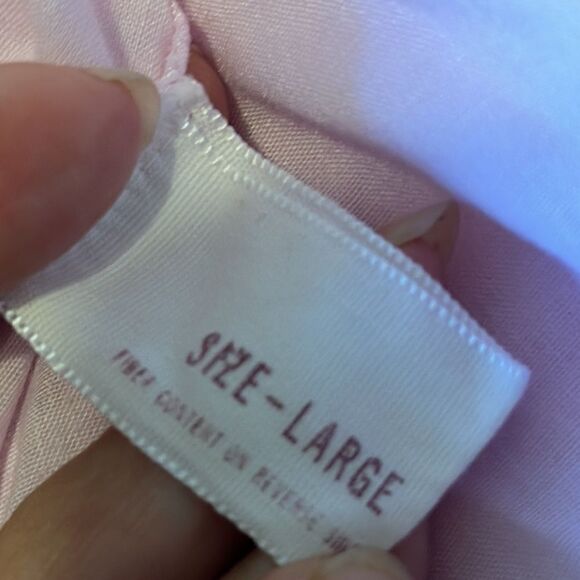 SIZE-LARGE
FIBER CONTENT ON REVERSE